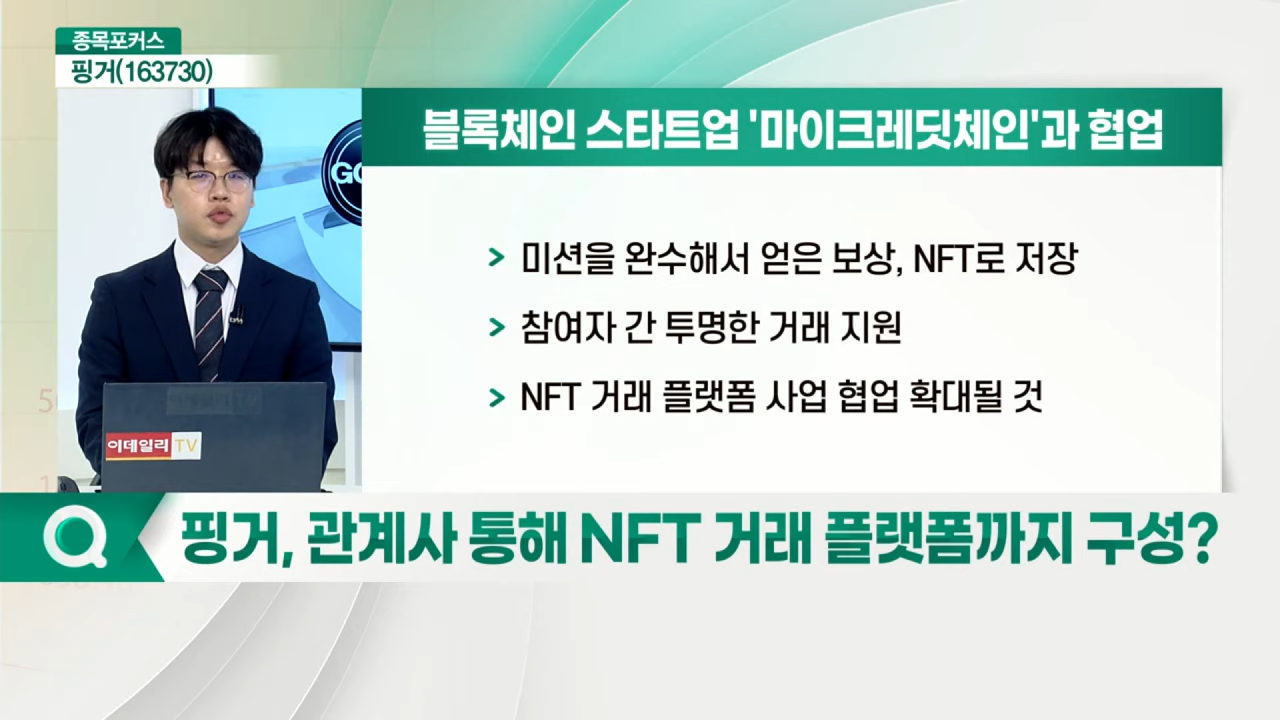 종목포커스
핑거(163730)
블록체인 스타트업 '마이크레딧체인'과 협업
> 미션을 완수해서 얻은 보상, NFT로 저장
> 참여자 간 투명한 거래 지원
> NFT 거래 플랫폼 사업 협업 확대될 것
이데일리 TV
Q 핑거, 관계사 통해 NFT 거래 플랫폼까지 구성?